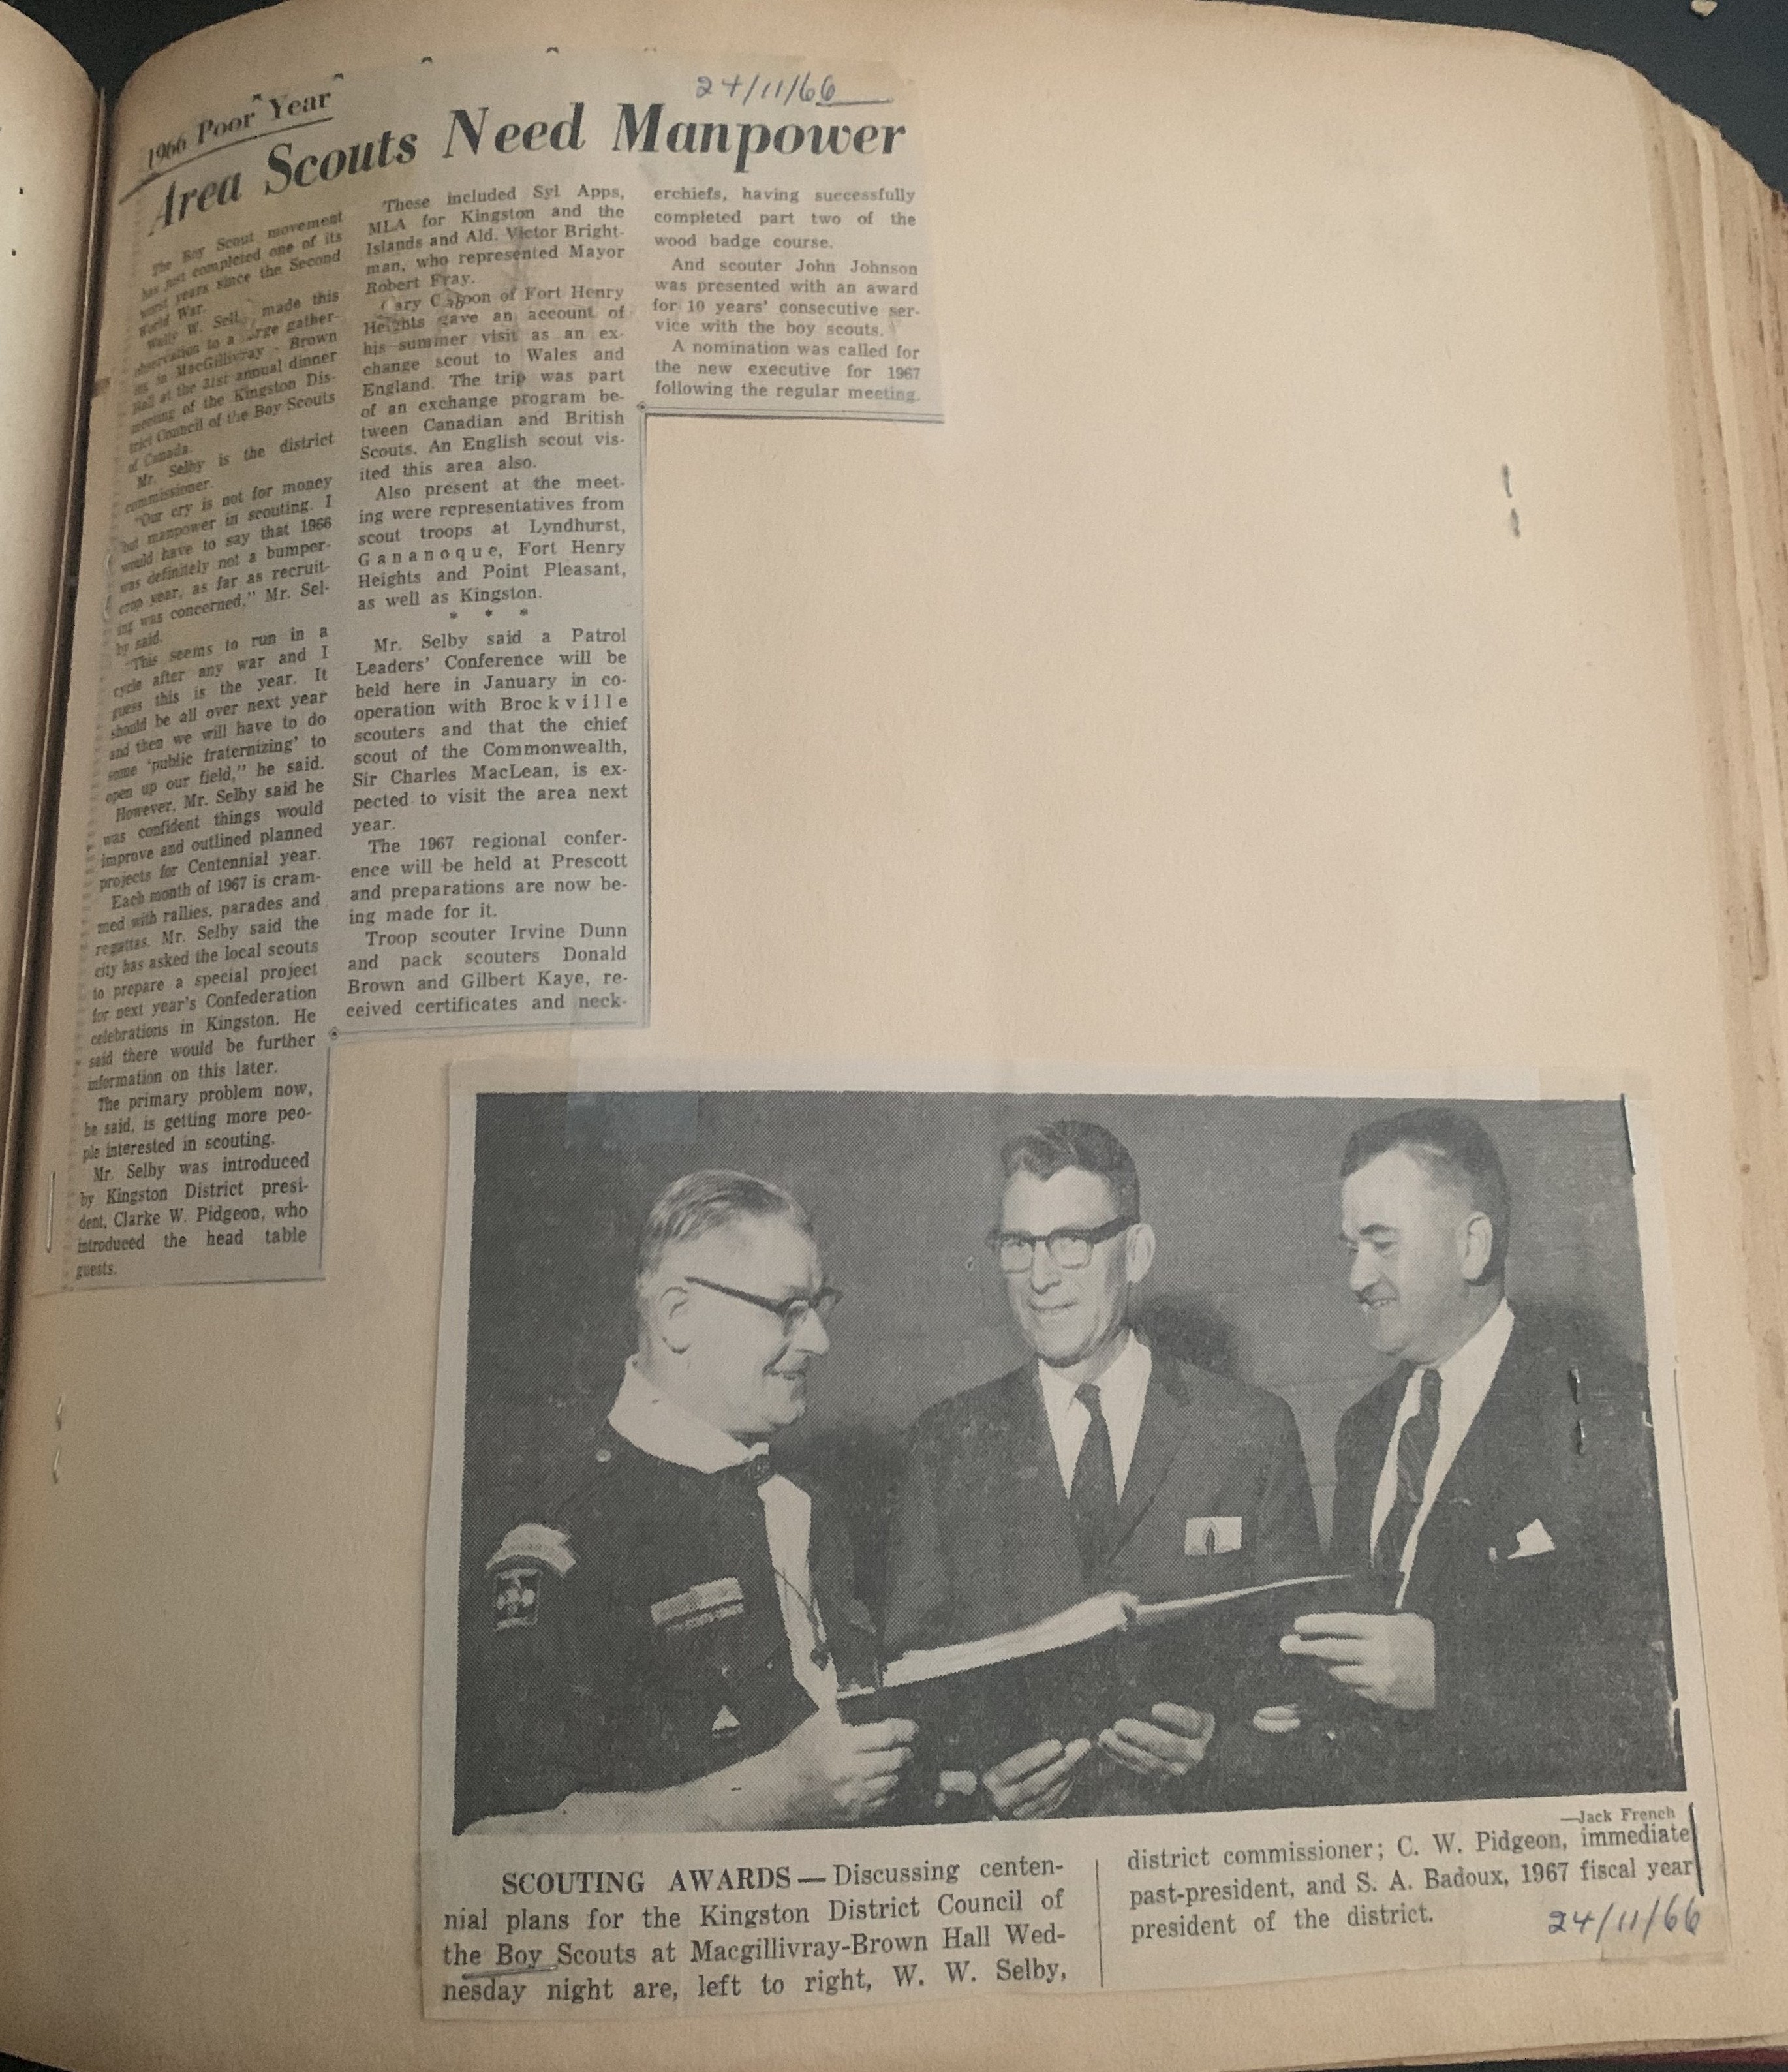 24/11/66
1966 Poor Year
Area Scouts Need Manpower
The Boy Scout movement
has just completed one of its
worst years since the Second
World War.
Wally W. made this
observation to a gather-
in MacGillivray - Brown
Hall at the 31st annual dinner
meeting of the Kingston Dis-
trict Council of the Boy Scouts
of Canada.
Mr. Selby is the district
commissioner.
"Our cry is not for money
but manpower in scouting. I
would have to say that 1966
was definitely not a bumper-
crop year, as far as recruit-
ing was concerned," Mr. Sel-
by said.
"This seems to run in a
cycle after any war and I
guess this is the year. It
should be all over next year
and then we will have to do
some 'public fraternizing' to
open up our field," he said.
However, Mr. Selby said he
was confident things would
improve and outlined planned
projects for Centennial year.
Each month of 1967 is cram-
med with rallies, parades and
regattas. Mr. Selby said the
city has asked the local scouts
to prepare a special project
for next year's Confederation
celebrations in Kingston. He
said there would be further
information on this later.
The primary problem now,
he said, is getting more peo-
ple interested in scouting.
Mr. Selby was introduced
by Kingston District presi-
dent, Clarke W. Pidgeon, who
introduced the head table
guests.
These included Syl Apps,
MLA for Kingston and the
Islands and Ald. Victor Bright-
man, who represented Mayor
Robert Fray.
of Fort Henry
Heights gave an account of
his summer visit as an ex-
change scout to Wales and
England. The trip was part
of an exchange program be-
tween Canadian and British
Scouts. An English scout vis-
ited this area also.
Also present at the meet-
ing were representatives from
scout troops at Lyndhurst,
Gananoque, Fort Henry
Heights and Point Pleasant,
as well as Kingston.
* * *
Mr. Selby said a Patrol
Leaders' Conference will be
held here in January in co-
operation with Brockville
scouters and that the chief
scout of the Commonwealth,
Sir Charles MacLean, is ex-
pected to visit the area next
year.
The 1967 regional confer-
ence will be held at Prescott
and preparations are now be-
ing made for it.
Troop scouter Irvine Dunn
and pack scouters Donald
Brown and Gilbert Kaye, re-
ceived certificates and neck-
erchiefs, having successfully
completed part two of the
wood badge course.
And scouter John Johnson
was presented with an award
for 10 years' consecutive ser-
vice with the boy scouts.
A nomination was called for
the new executive for 1967
following the regular meeting.
—Jack French
SCOUTING AWARDS — Discussing centen-
nial plans for the Kingston District Council of
the Boy Scouts at Macgillivray-Brown Hall Wed-
nesday night are, left to right, W. W. Selby,
district commissioner; C. W. Pidgeon, immediate
past-president, and S. A. Badoux, 1967 fiscal year
president of the district.
24/11/66